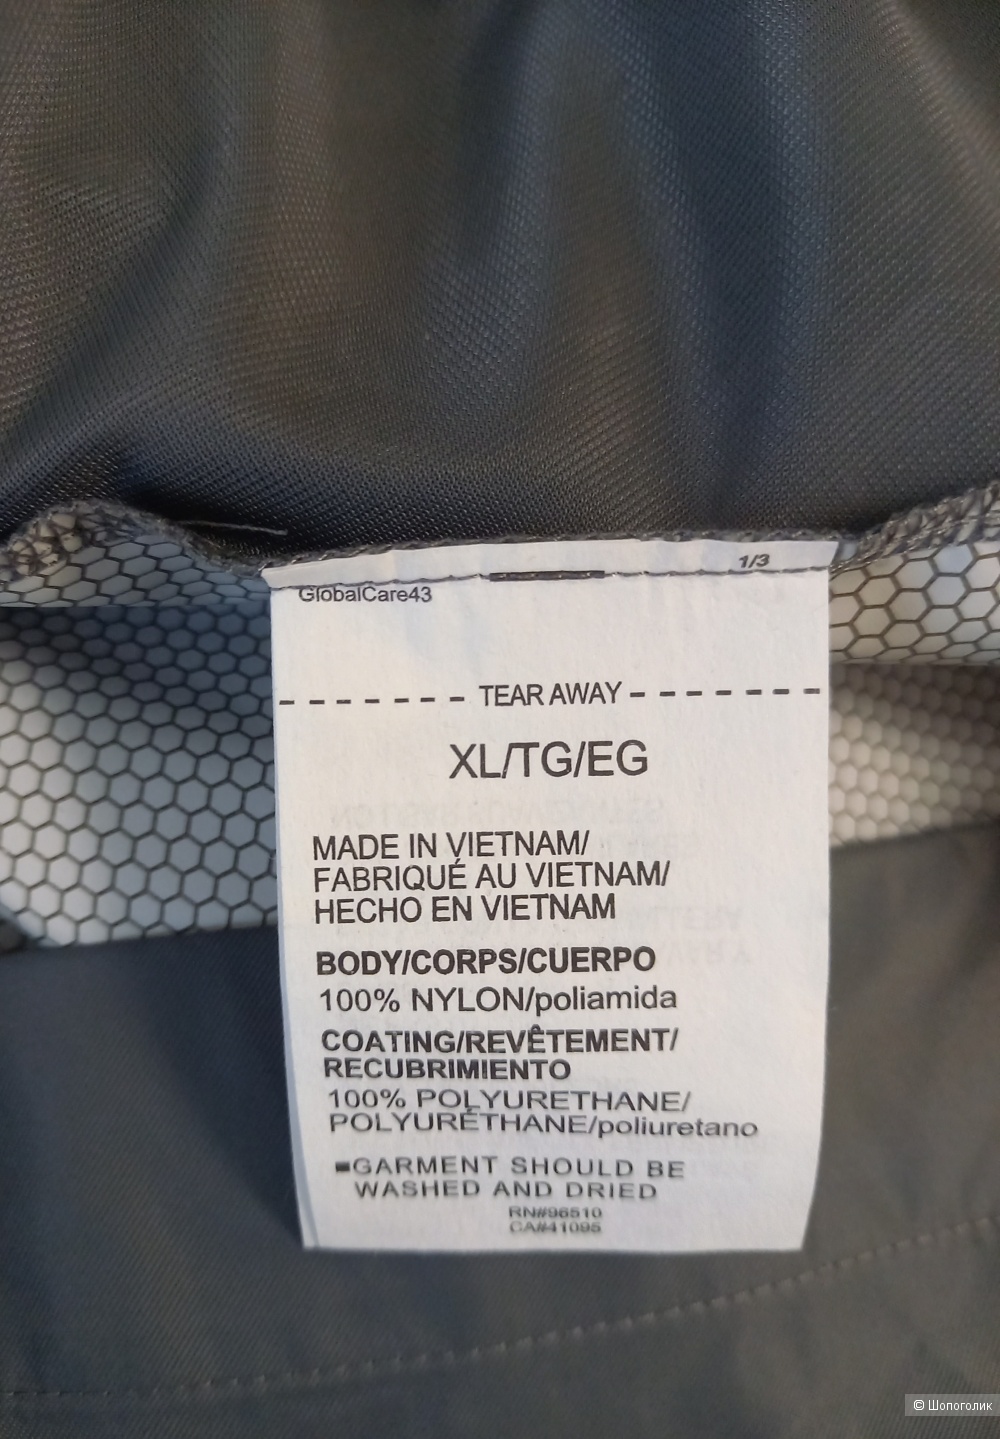 1/3
GlobalCare43
TEAR AWAY
XL/TG/EG
MADE IN VIETNAM/
FABRIQUÉ AU VIETNAM/
HECHO EN VIETNAM
BODY/CORPS/CUERPO
100% NYLON/poliamida
COATING/REVÊTEMENT/
RECUBRIMIENTO
100% POLYURETHANE/
POLYURÉTHANE/poliuretano
GARMENT SHOULD BE
WASHED AND DRIED
RN#96510
CA#41095
© Шопоголик